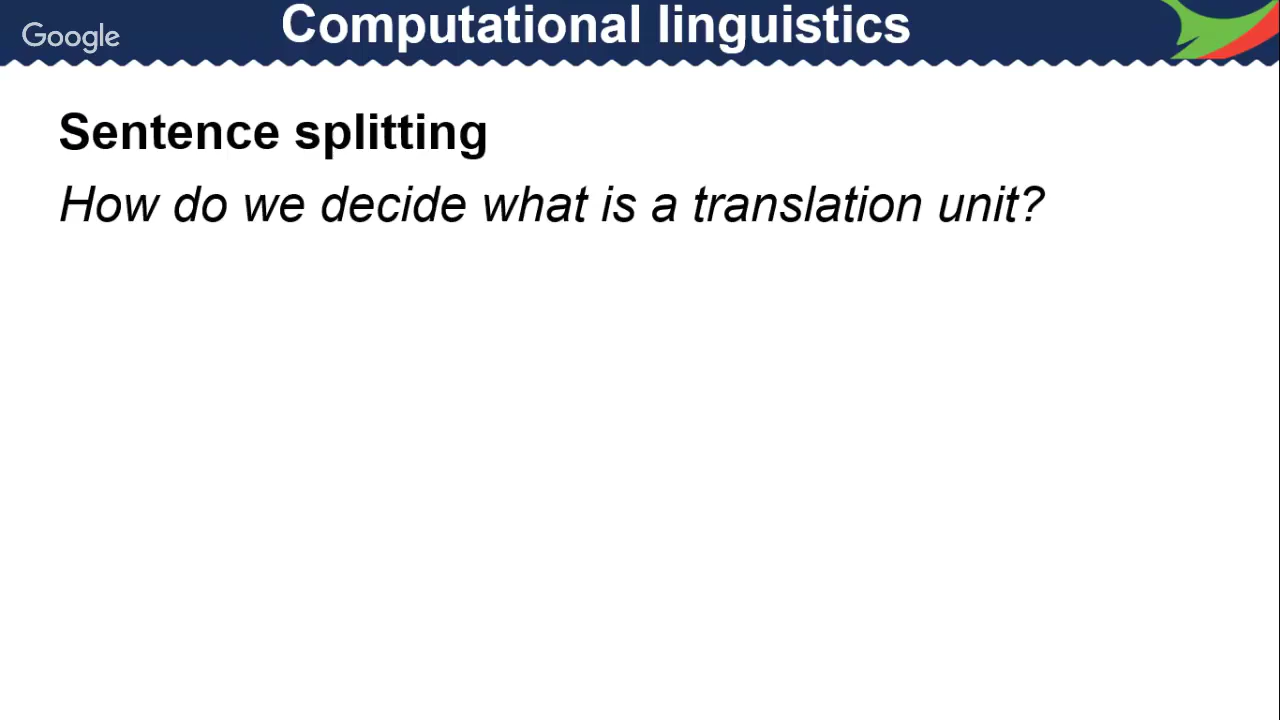 Google
Computational linguistics
Sentence splitting
How do we decide what is a translation unit?